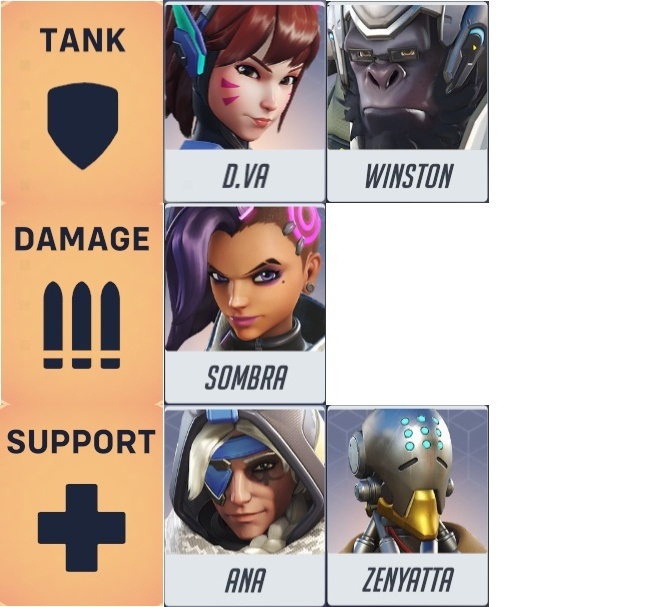 TANK
D.VA
WINSTON
DAMAGE
SOMBRA
SUPPORT
ANA
ZENYATTA